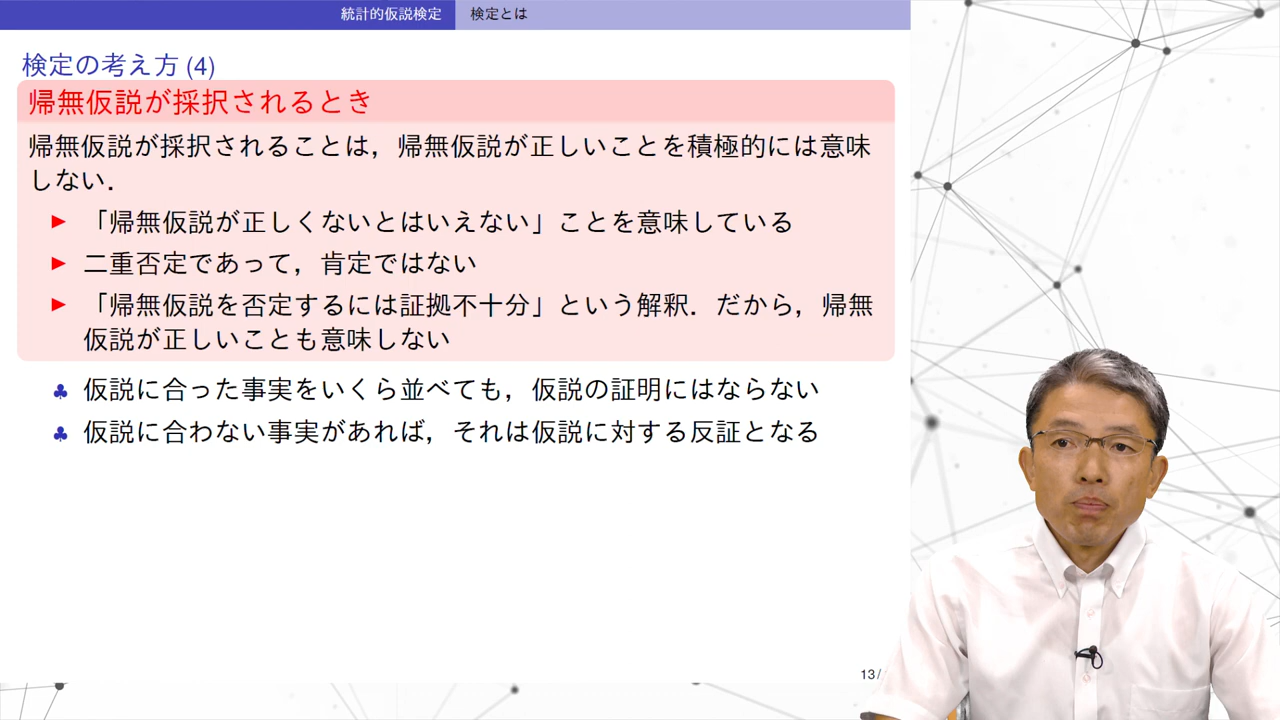 統計的仮説検定 検定とは
検定の考え方 (4)
帰無仮説が採択されるとき
帰無仮説が採択されることは，帰無仮説が正しいことを積極的には意味
しない．
「帰無仮説が正しくないとはいえない」ことを意味している
二重否定であって，肯定ではない
「帰無仮説を否定するには証拠不十分」という解釈．だから，帰無
仮説が正しいことも意味しない
仮説に合った事実をいくら並べても，仮説の証明にはならない
仮説に合わない事実があれば，それは仮説に対する反証となる
13/